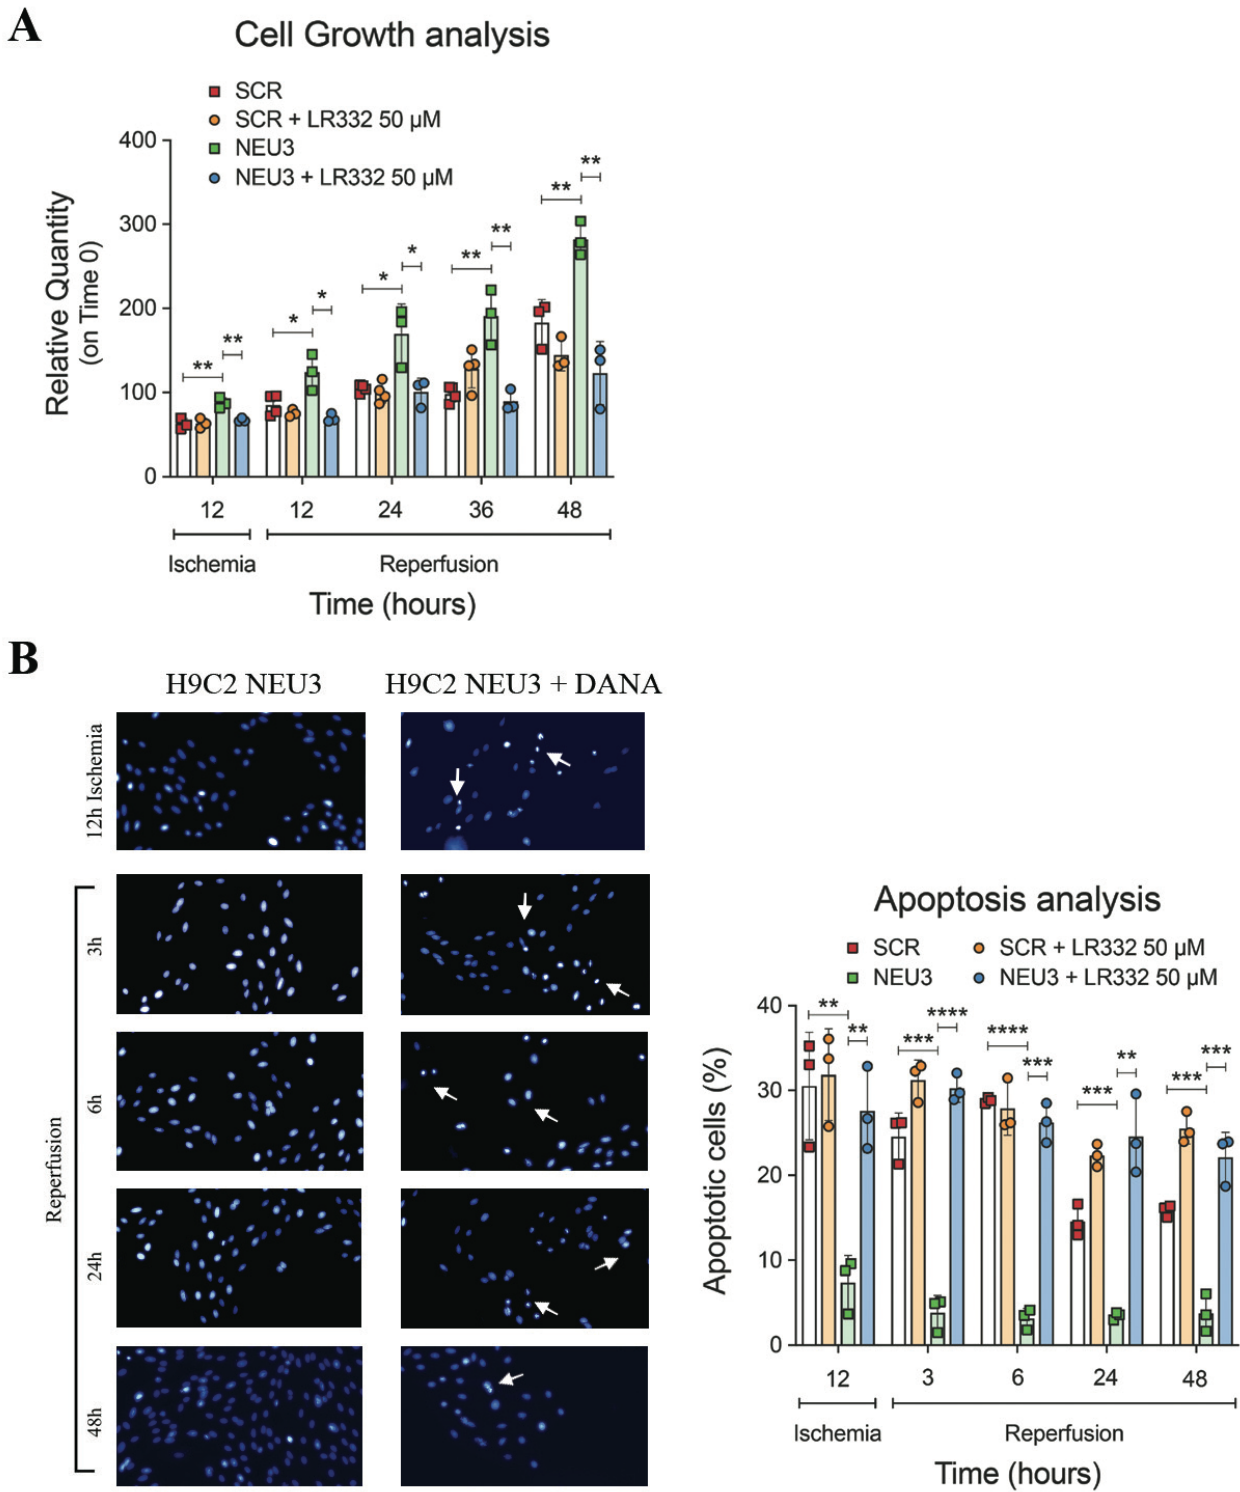 A
Cell Growth analysis
SCR
SCR + LR332 50 µM
NEU3
NEU3 + LR332 50 µM
Relative Quantity
(on Time 0)
400
300
200
100
0
** **
* *
* *
** **
** **
12 12 24 36 48
Ischemia Reperfusion
Time (hours)
B
H9C2 NEU3 H9C2 NEU3 + DANA
12h Ischemia
Reperfusion
3h
6h
24h
48h
Apoptosis analysis
SCR SCR + LR332 50 µM
NEU3 NEU3 + LR332 50 µM
Apoptotic cells (%)
40
30
20
10
0
** **
*** ****
**** ***
*** **
*** ***
12 3 6 24 48
Ischemia Reperfusion
Time (hours)